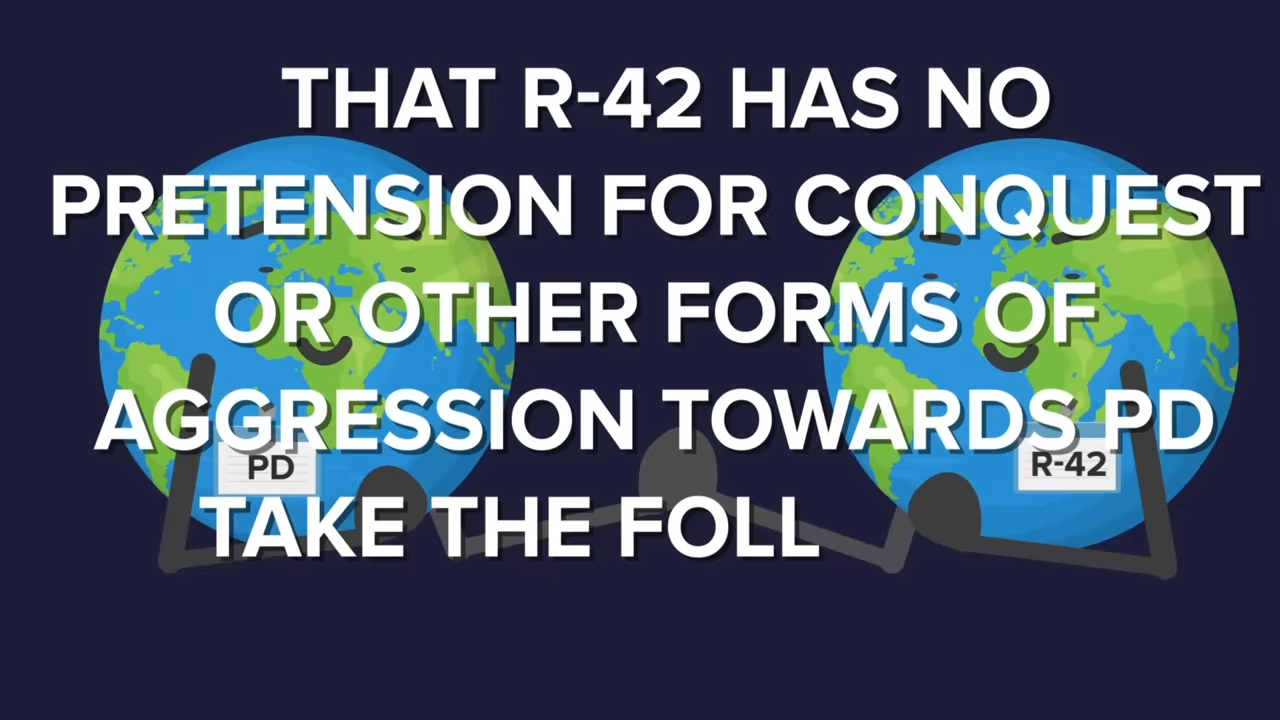 THAT R-42 HAS NO
PRETENSION FOR CONQUEST
OR OTHER FORMS OF
AGGRESSION TOWARDS PD
TAKE THE FOLL
PD
R-42